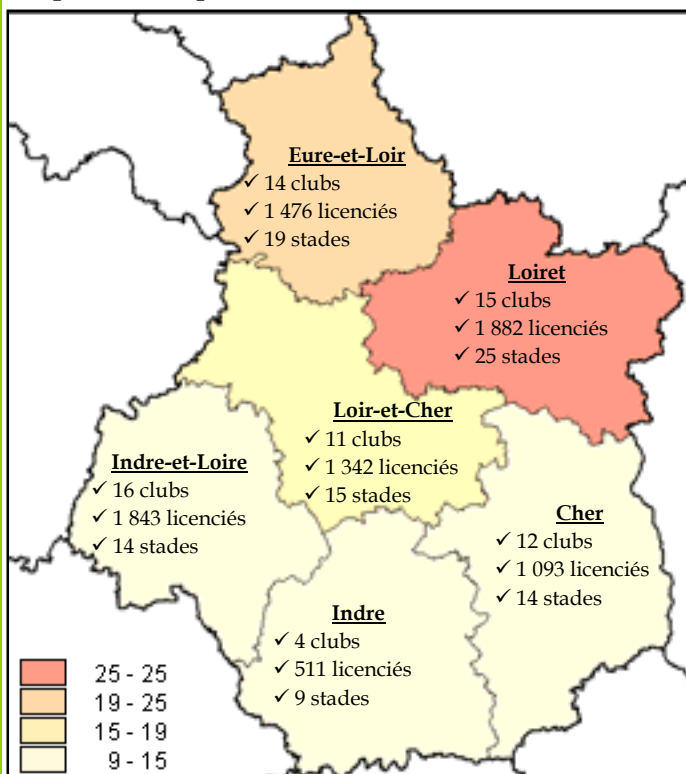 Eure-et-Loir
✓ 14 clubs
✓ 1 476 licenciés
✓ 19 stades
Loiret
✓ 15 clubs
✓ 1 882 licenciés
✓ 25 stades
Loir-et-Cher
✓ 11 clubs
✓ 1 342 licenciés
✓ 15 stades
Indre-et-Loire
✓ 16 clubs
✓ 1 843 licenciés
✓ 14 stades
Cher
✓ 12 clubs
✓ 1 093 licenciés
✓ 14 stades
Indre
✓ 4 clubs
✓ 511 licenciés
✓ 9 stades
25 - 25
19 - 25
15 - 19
9 - 15